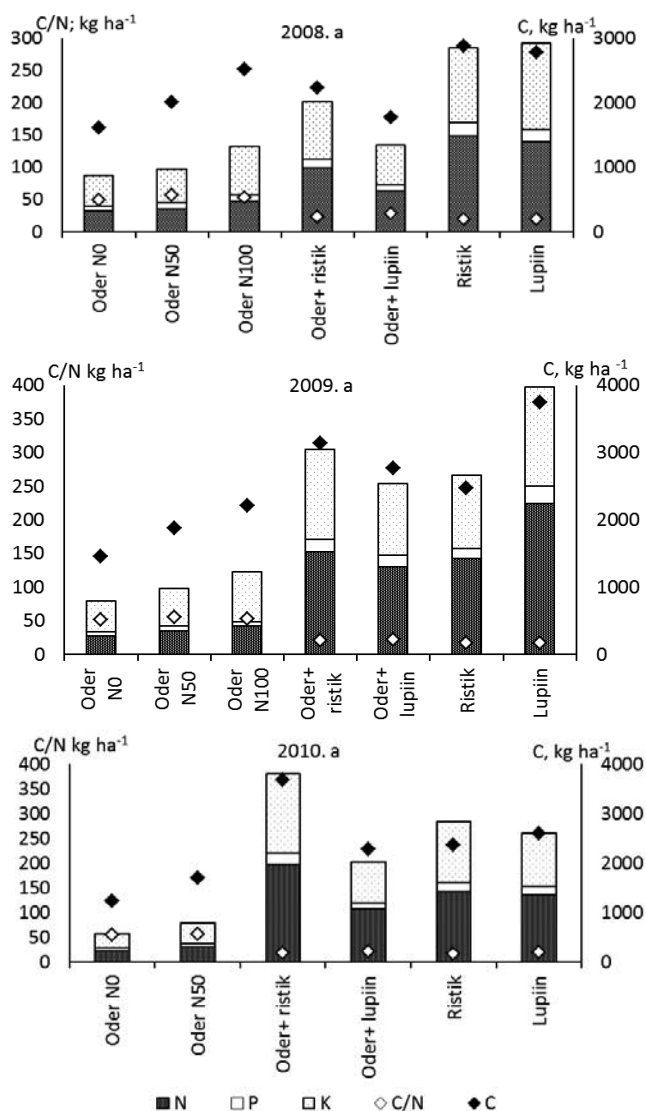 C/N; kg ha-1 2008. a C, kg ha-1
300 3000
250
200 2000
150
100 1000
50
0 0
Oder N0
Oder N50
Oder N100
Oder+ ristik
Oder+ lupiin
Ristik
Lupiin
C/N kg ha-1 2009. a C, kg ha-1
400 4000
350
300 3000
250
200 2000
150
100 1000
50
0 0
Oder
N0
Oder
N50
Oder
N100
Oder+
ristik
Oder+
lupiin
Ristik
Lupiin
C/N kg ha-1 2010. a C, kg ha-1
400 4000
350
300 3000
250
200 2000
150
100 1000
50
0 0
Oder N0
Oder N50
Oder+ ristik
Oder+ lupiin
Ristik
Lupiin
N P K C/N C